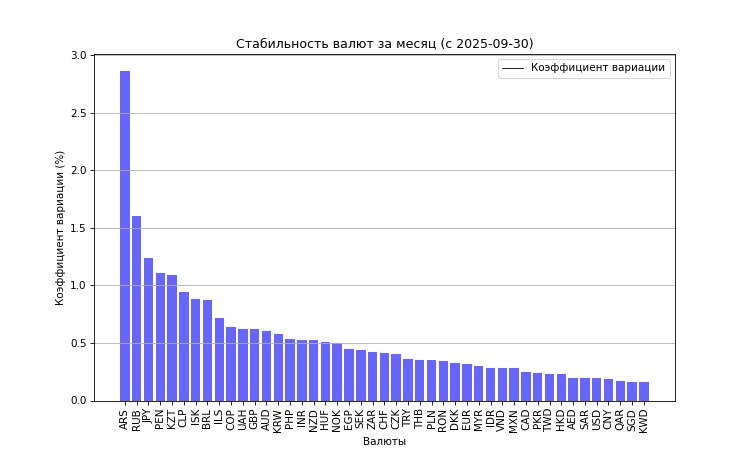 Стабильность валют за месяц (с 2025-09-30)
Коэффициент вариации
3.0
2.5
2.0
1.5
1.0
0.5
0.0
Коэффициент вариации (%)
ARS RUB JPY PEN KZT CLP ISK BRL ILS COP UAH GBP AUD KRW PHP INR NZD HUF NOK EGP SEK ZAR CHF CZK TRY THB PLN RON DKK EUR MYR IDR VND MXN CAD PKR TWD HKD AED SAR USD CNY QAR SGD KWD
Валюты